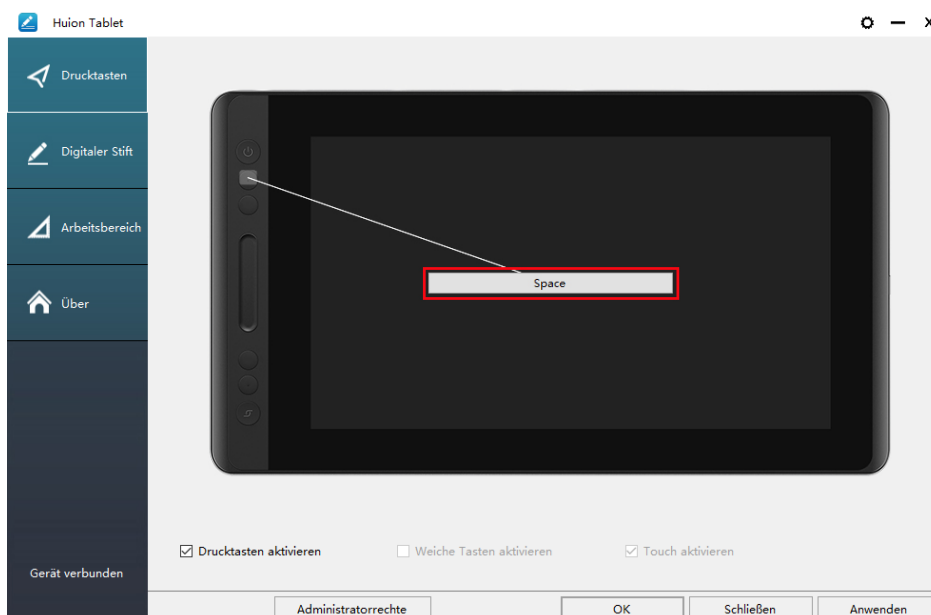 Huion Tablet
Drucktasten
Digitaler Stift
Arbeitsbereich
Über
Space
Drucktasten aktivieren
Weiche Tasten aktivieren
Touch aktivieren
Gerät verbunden
Administratorrechte
OK
Schließen
Anwenden